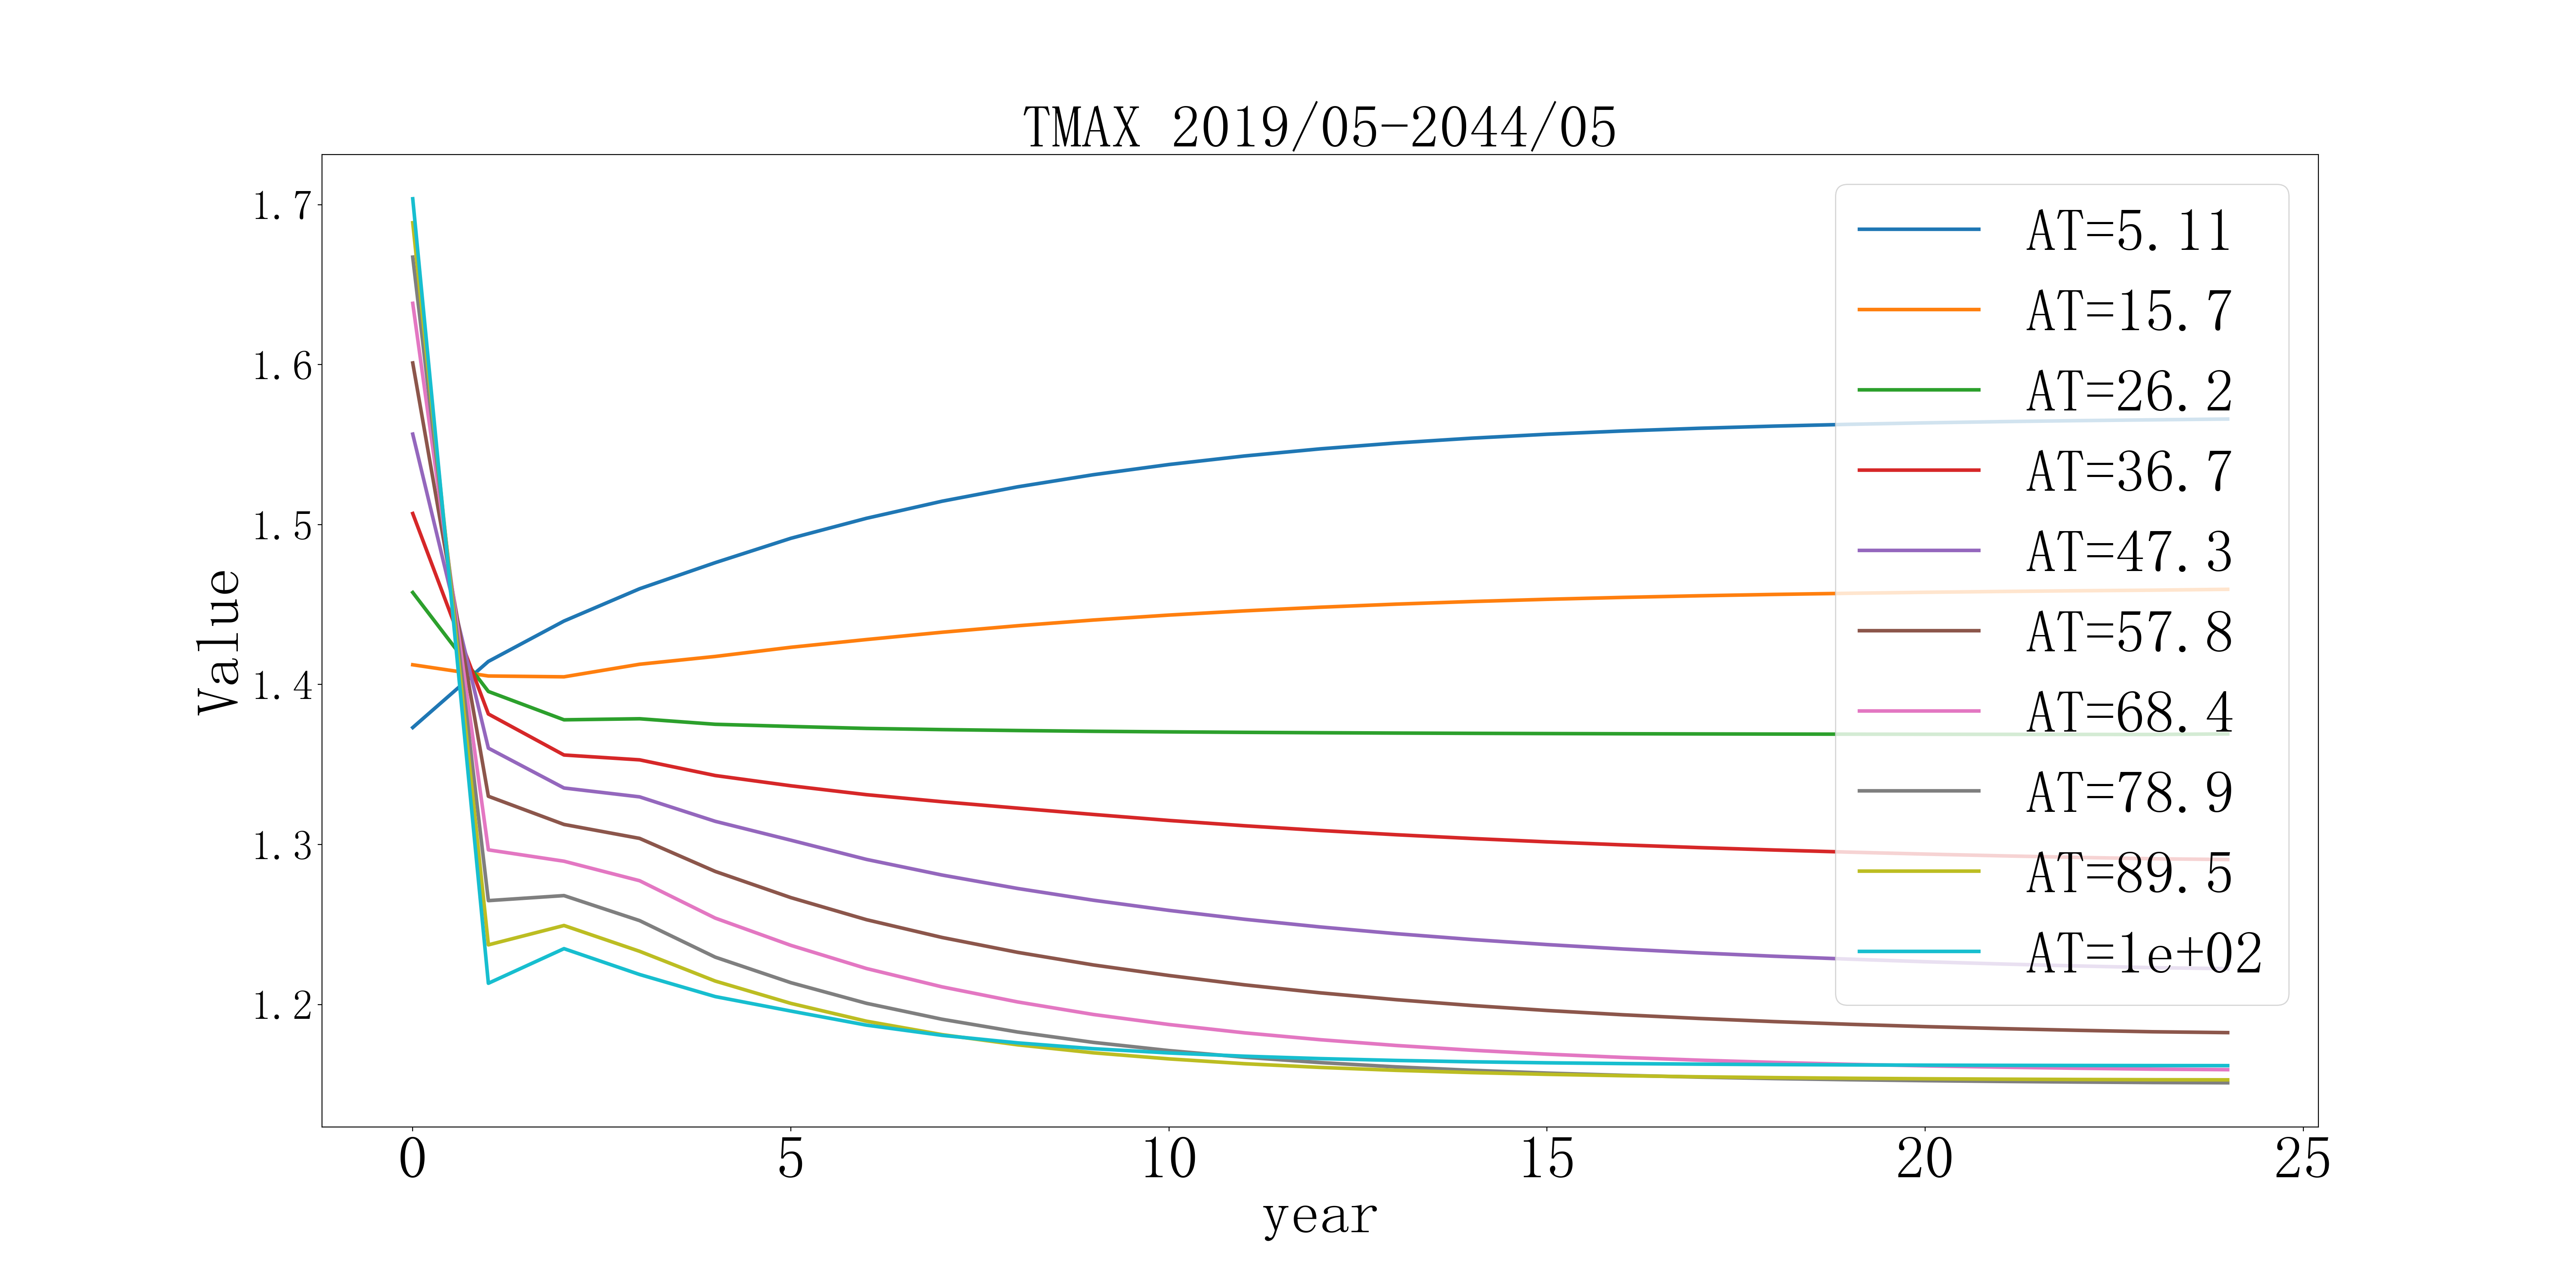 TMAX 2019/05-2044/05
Value
1.7
1.6
1.5
1.4
1.3
1.2
AT=5.11
AT=15.7
AT=26.2
AT=36.7
AT=47.3
AT=57.8
AT=68.4
AT=78.9
AT=89.5
AT=1e+02
0 5 10 15 20 25
year